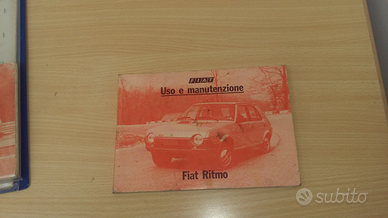 FIAT
Uso e manutenzione
Fiat Ritmo
subito